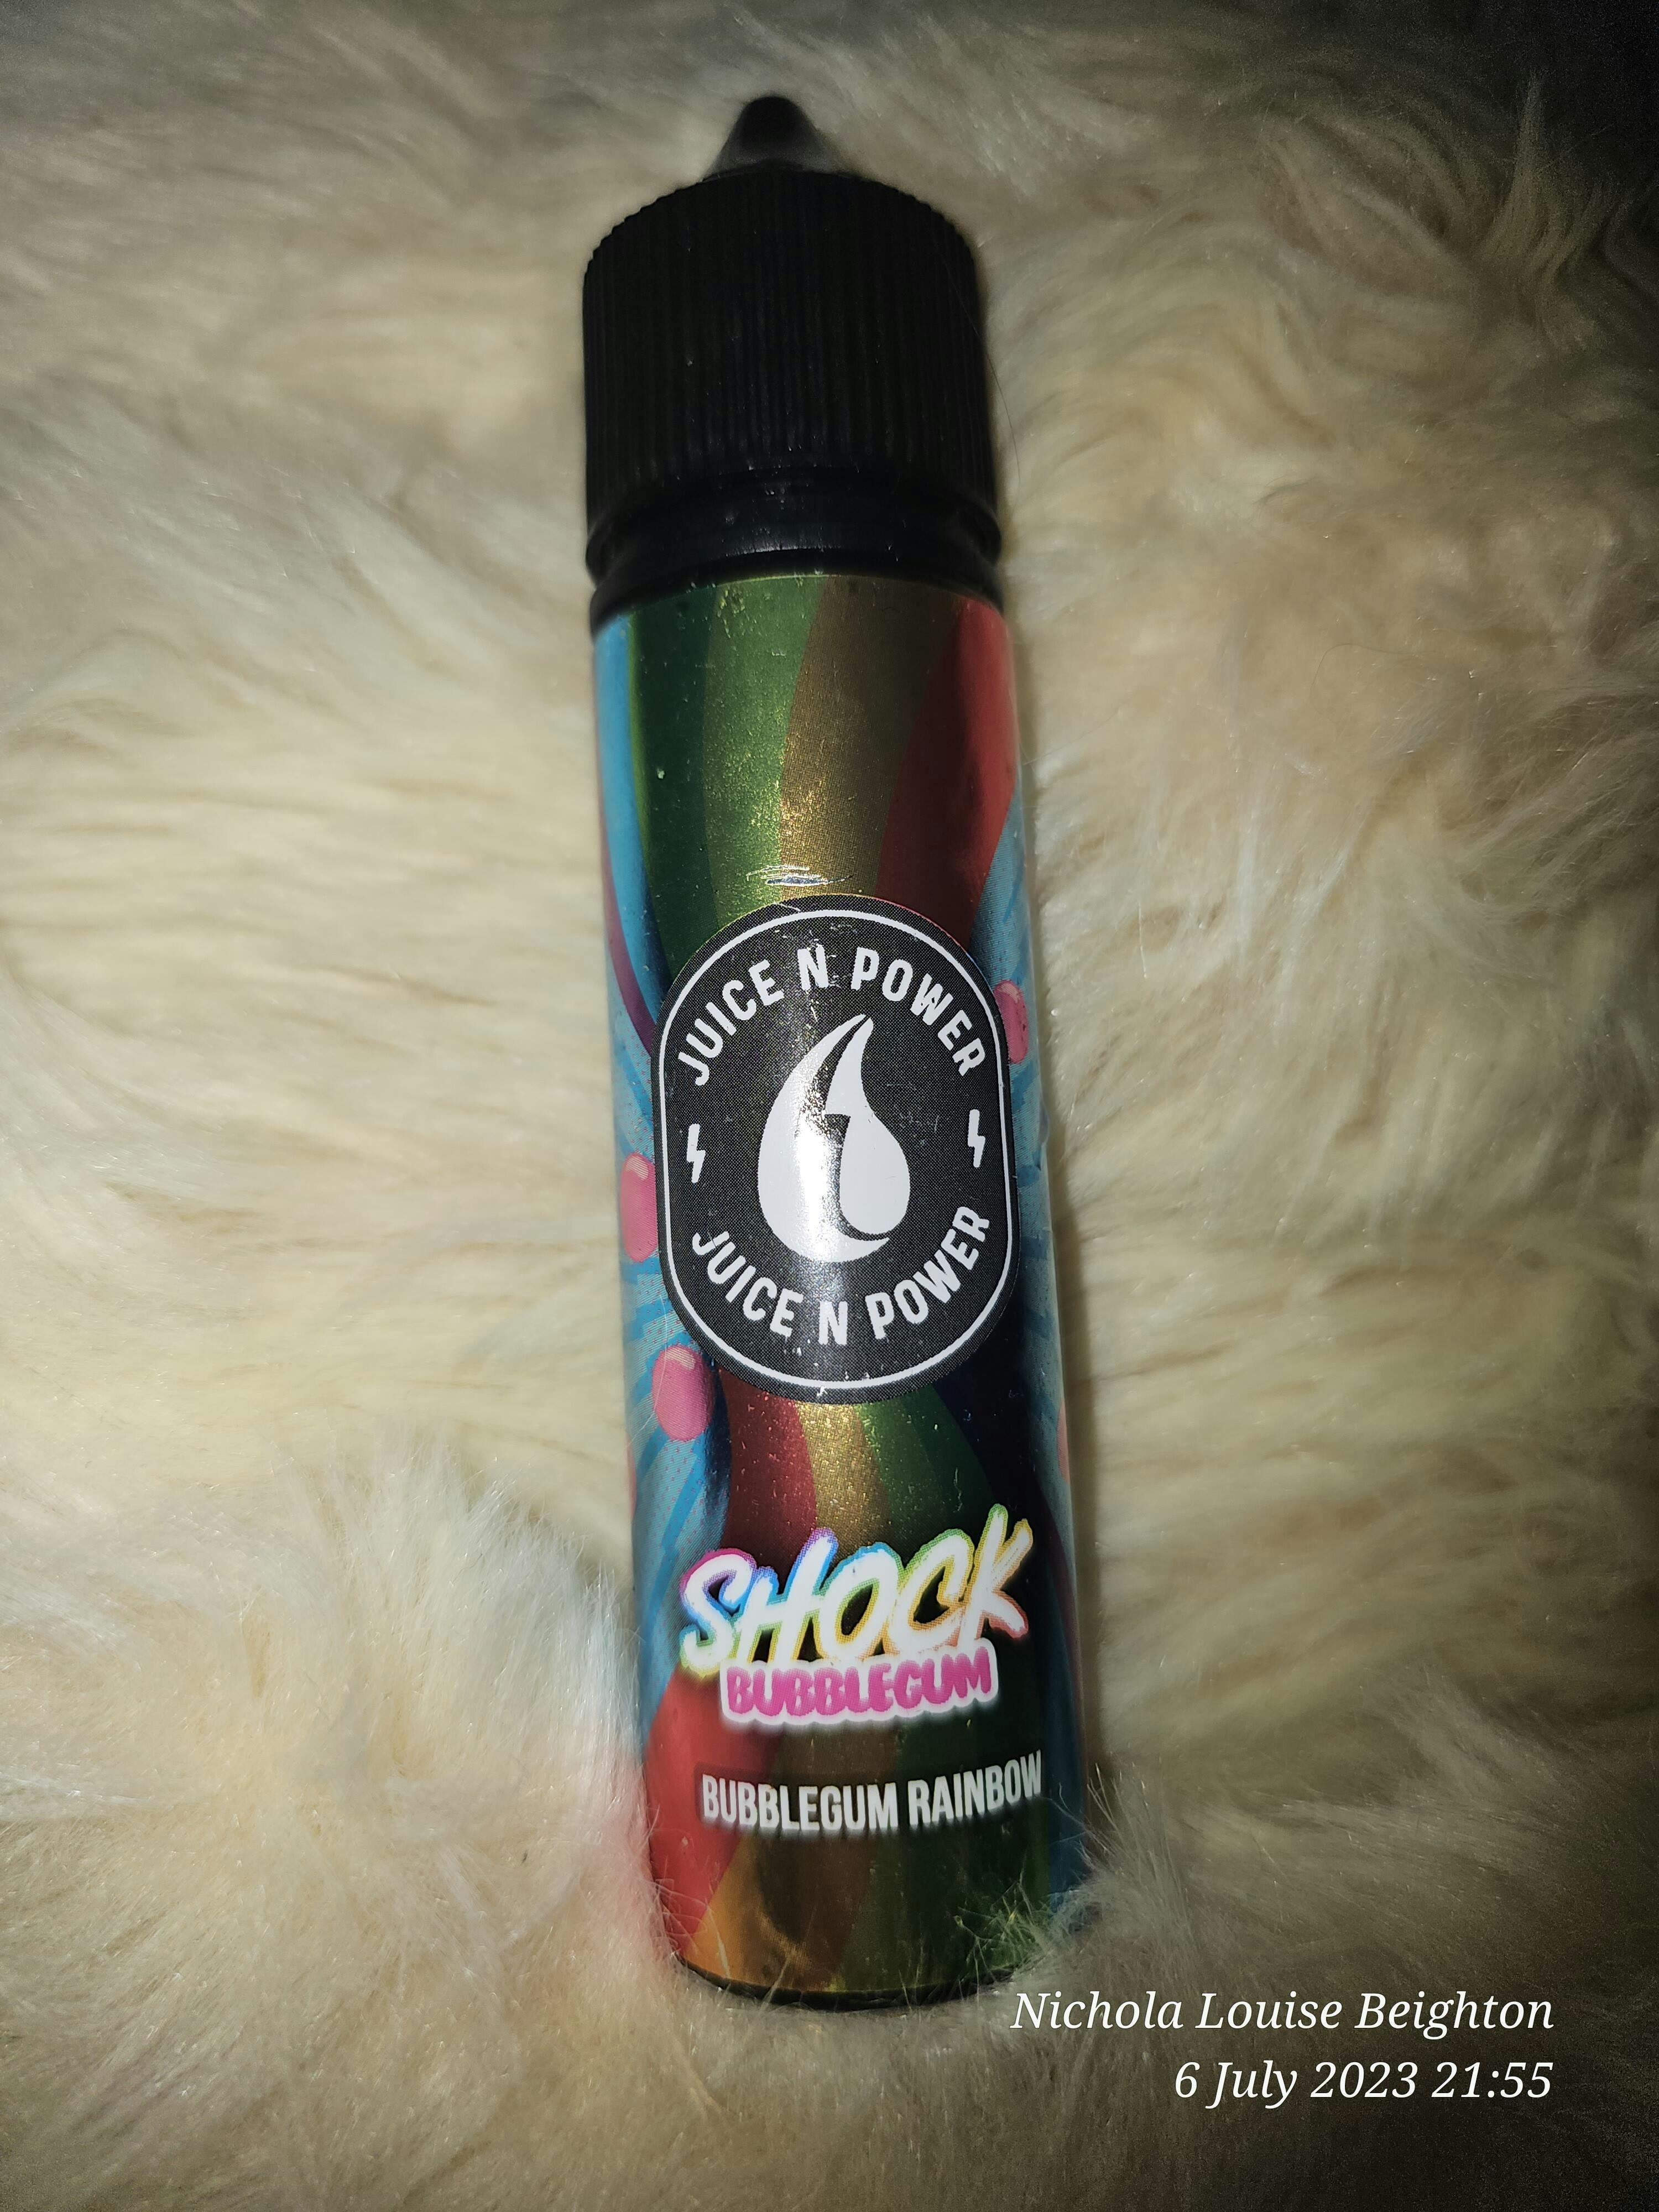 JUICE N POWER
JUICE N POWER
SHOCK
BUBBLEGUM
BUBBLEGUM RAINBOW
Nichola Louise Beighton
6 July 2023 21:55